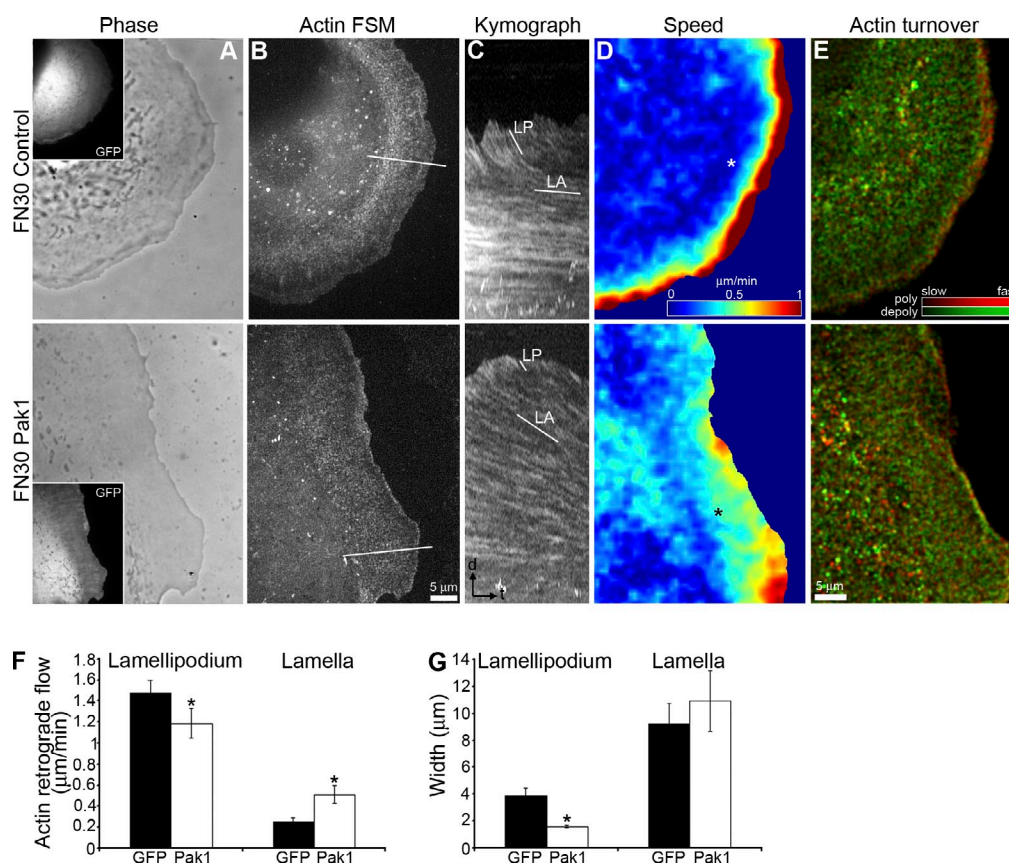 Phase
Actin FSM
Kymograph
Speed
Actin turnover
FN30 Control
A
GFP
B
C
LP
LA
D
*
µm/min
0 0.5 1
E
slow fas
poly
depoly
FN30 Pak1
GFP
5 µm
LP
LA
d
t
*
5 µm
F
Lamellipodium Lamella
Actin retrograde flow
(µm/min)
1.8
1.6
1.4
1.2
1
0.8
0.6
0.4
0.2
0
*
*
GFP Pak1 GFP Pak1
G
Lamellipodium Lamella
Width (µm)
14
12
10
8
6
4
2
0
*
GFP Pak1 GFP Pak1